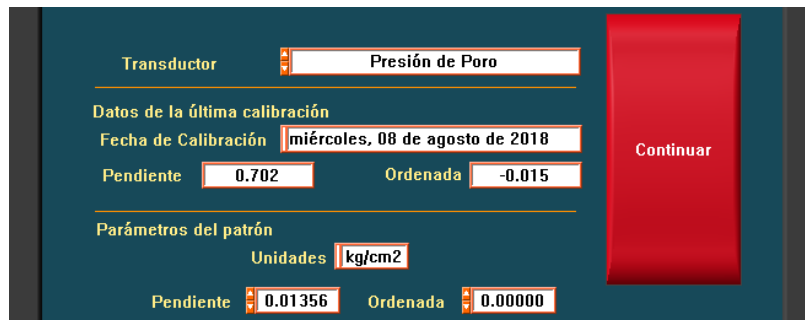 Transductor Presión de Poro
Datos de la última calibración
Fecha de Calibración miércoles, 08 de agosto de 2018
Continuar
Pendiente 0.702 Ordenada -0.015
Parámetros del patrón
Unidades kg/cm2
Pendiente 0.01356 Ordenada 0.00000